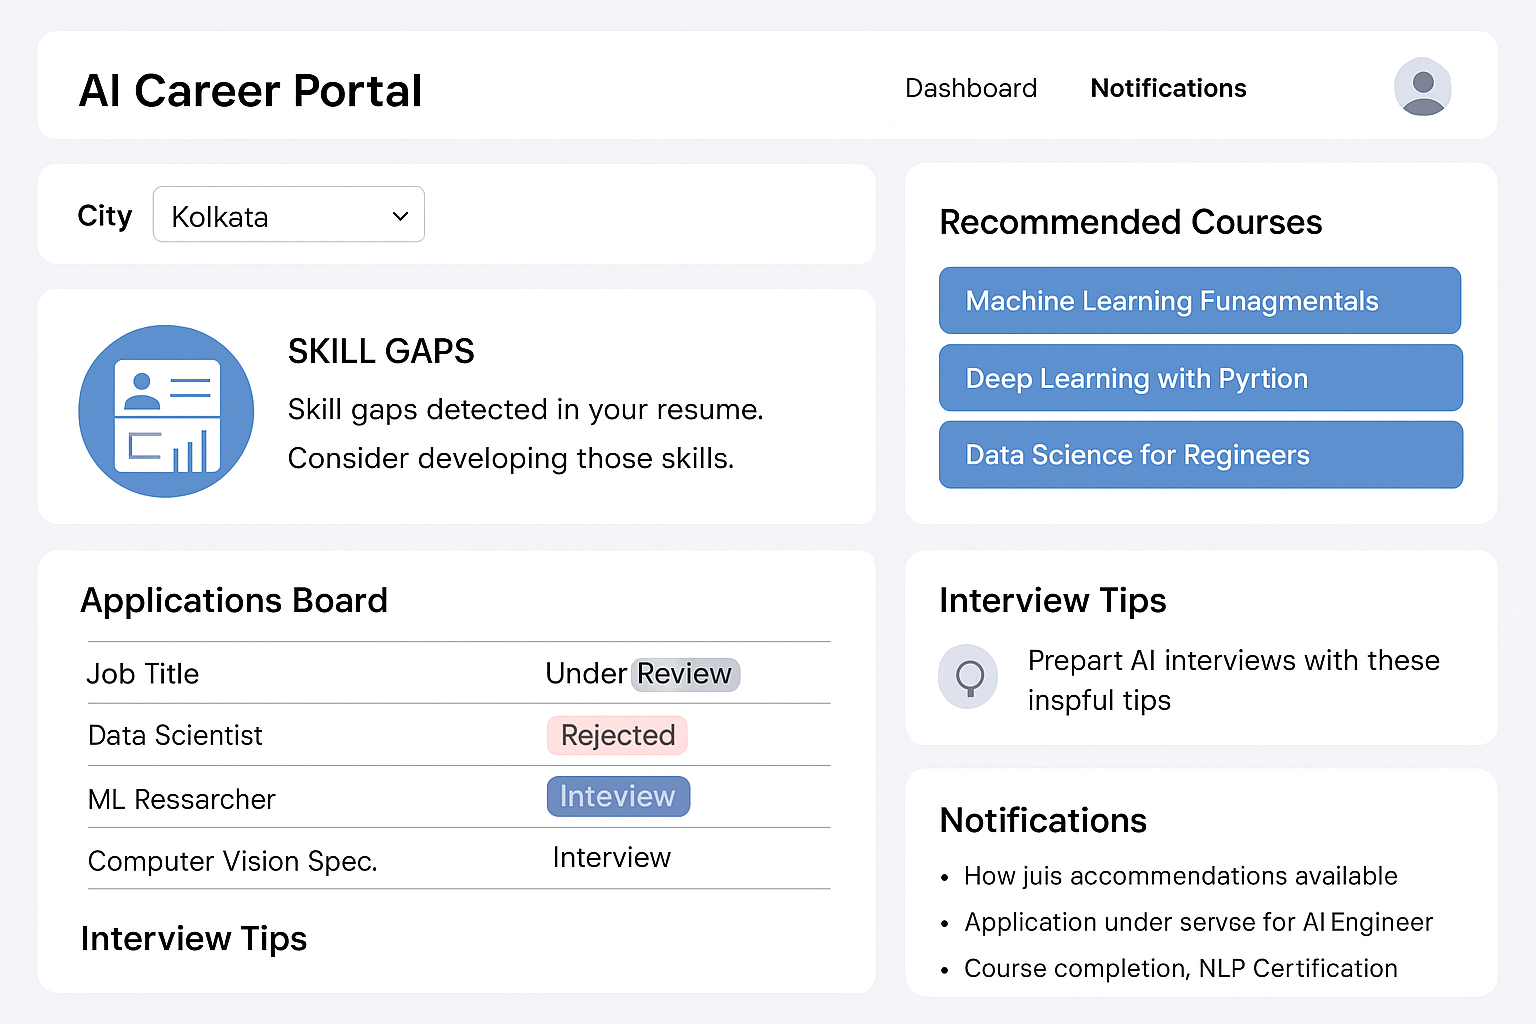 AI Career Portal
Dashboard
Notifications
City
Kolkata
SKILL GAPS
Skill gaps detected in your resume.
Consider developing those skills.
Recommended Courses
Machine Learning Funagmentals
Deep Learning with Pyrtion
Data Science for Regineers
Applications Board
Job Title Under Review
Data Scientist Rejected
ML Ressarcher Inteview
Computer Vision Spec. Interview
Interview Tips
Interview Tips
Prepart AI interviews with these
inspful tips
Notifications
• How juis accommendations available
• Application under servse for AI Engineer
• Course completion, NLP Certification